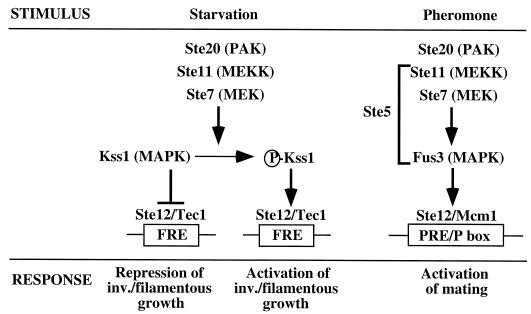 STIMULUS Starvation Pheromone
Ste20 (PAK) Ste20 (PAK)
Ste11 (MEKK) Ste11 (MEKK)
Ste7 (MEK) Ste7 (MEK)
Ste5
Kss1 (MAPK) P-Kss1 Fus3 (MAPK)
Ste12/Tec1 Ste12/Tec1 Ste12/Mcm1
FRE FRE PRE/P box
RESPONSE Repression of Activation of Activation
inv./filamentous inv./filamentous of mating
growth growth